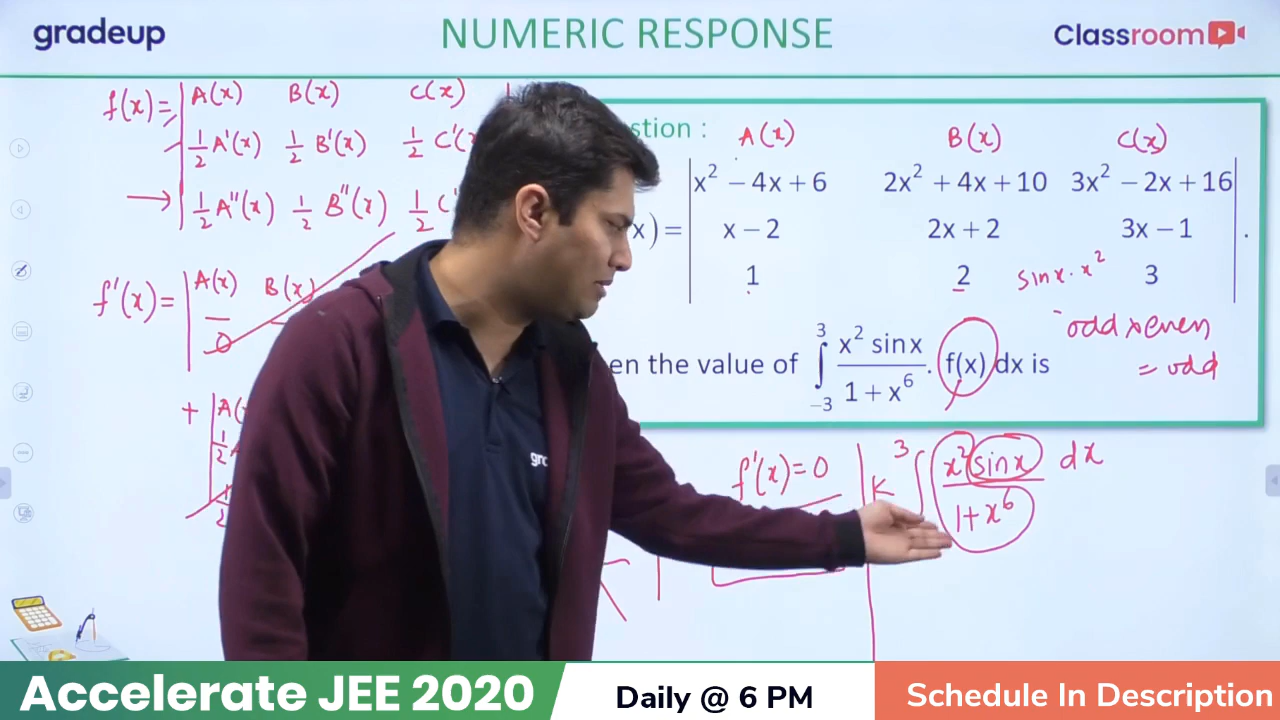 gradeup
NUMERIC RESPONSE
Classroom
f(x)= | A(x) B(x) C(x)
1/2 A'(x) 1/2 B'(x) 1/2 C'(
→ 1/2 A"(x) 1/2 B"(x) 1/2 C'
f'(x)= | A(x) B(x)
0
+ | A(
1/2
stion :
A(x) B(x) C(x)
x) = | x² − 4x + 6 2x² + 4x + 10 3x² − 2x + 16 |
x − 2 2x + 2 3x − 1 .
1 2 3
sinx · x²
odd x even
= odd
en the value of ∫₋₃³ x² sin x / 1 + x⁶ . f(x) dx is
f'(x) = 0
K ³∫ x² sin x / 1+x⁶ dx
gr
Accelerate JEE 2020
Daily @ 6 PM
Schedule In Description